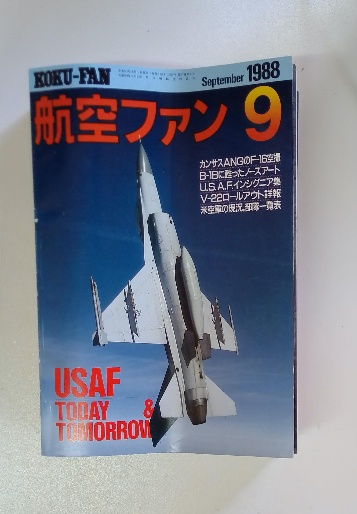 KOKU-FAN
September 1988
航空ファン 9
カンサスANGのF-16空撮
B-1Bに甦ったノーズアート
U.S.A.F.インシグニア集
V-22ロールアウト詳報
米空軍の現況、部隊一覧表
USAF
TODAY &
TOMORROW